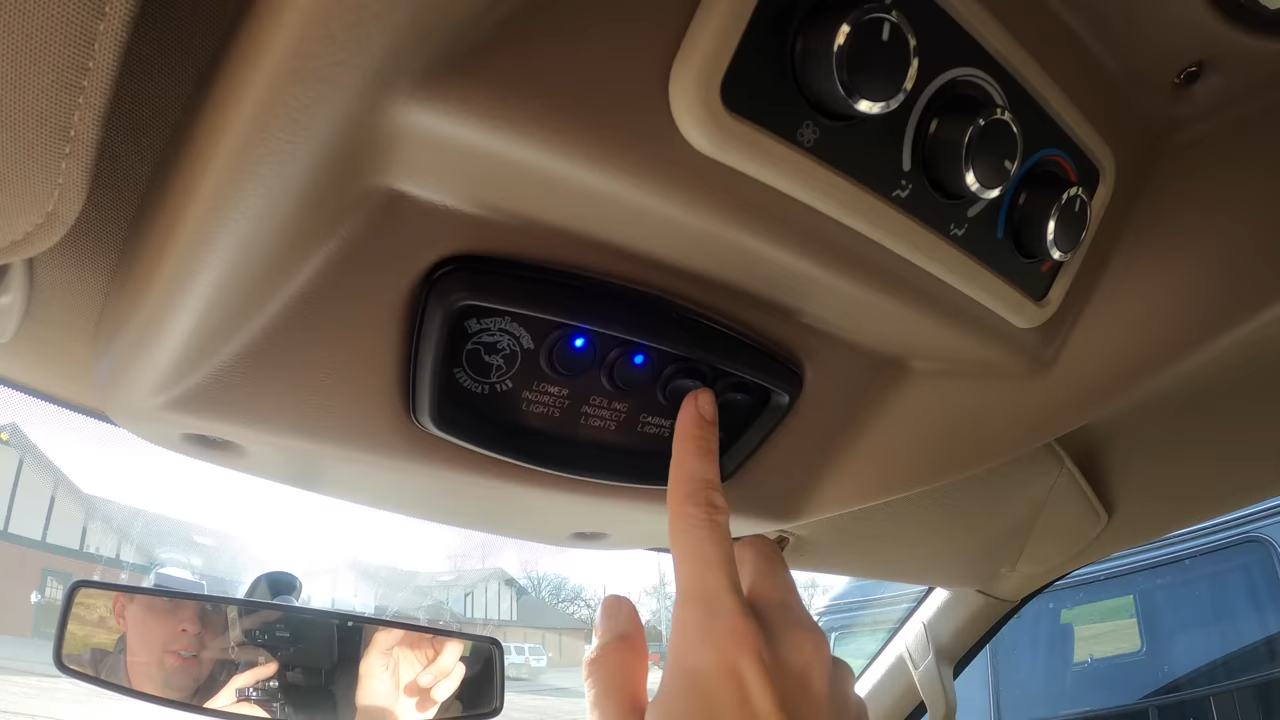 Explorer
AMERICA'S VAN
LOWER
INDIRECT
LIGHTS
CEILING
INDIRECT
LIGHTS
CABINET
LIGHTS